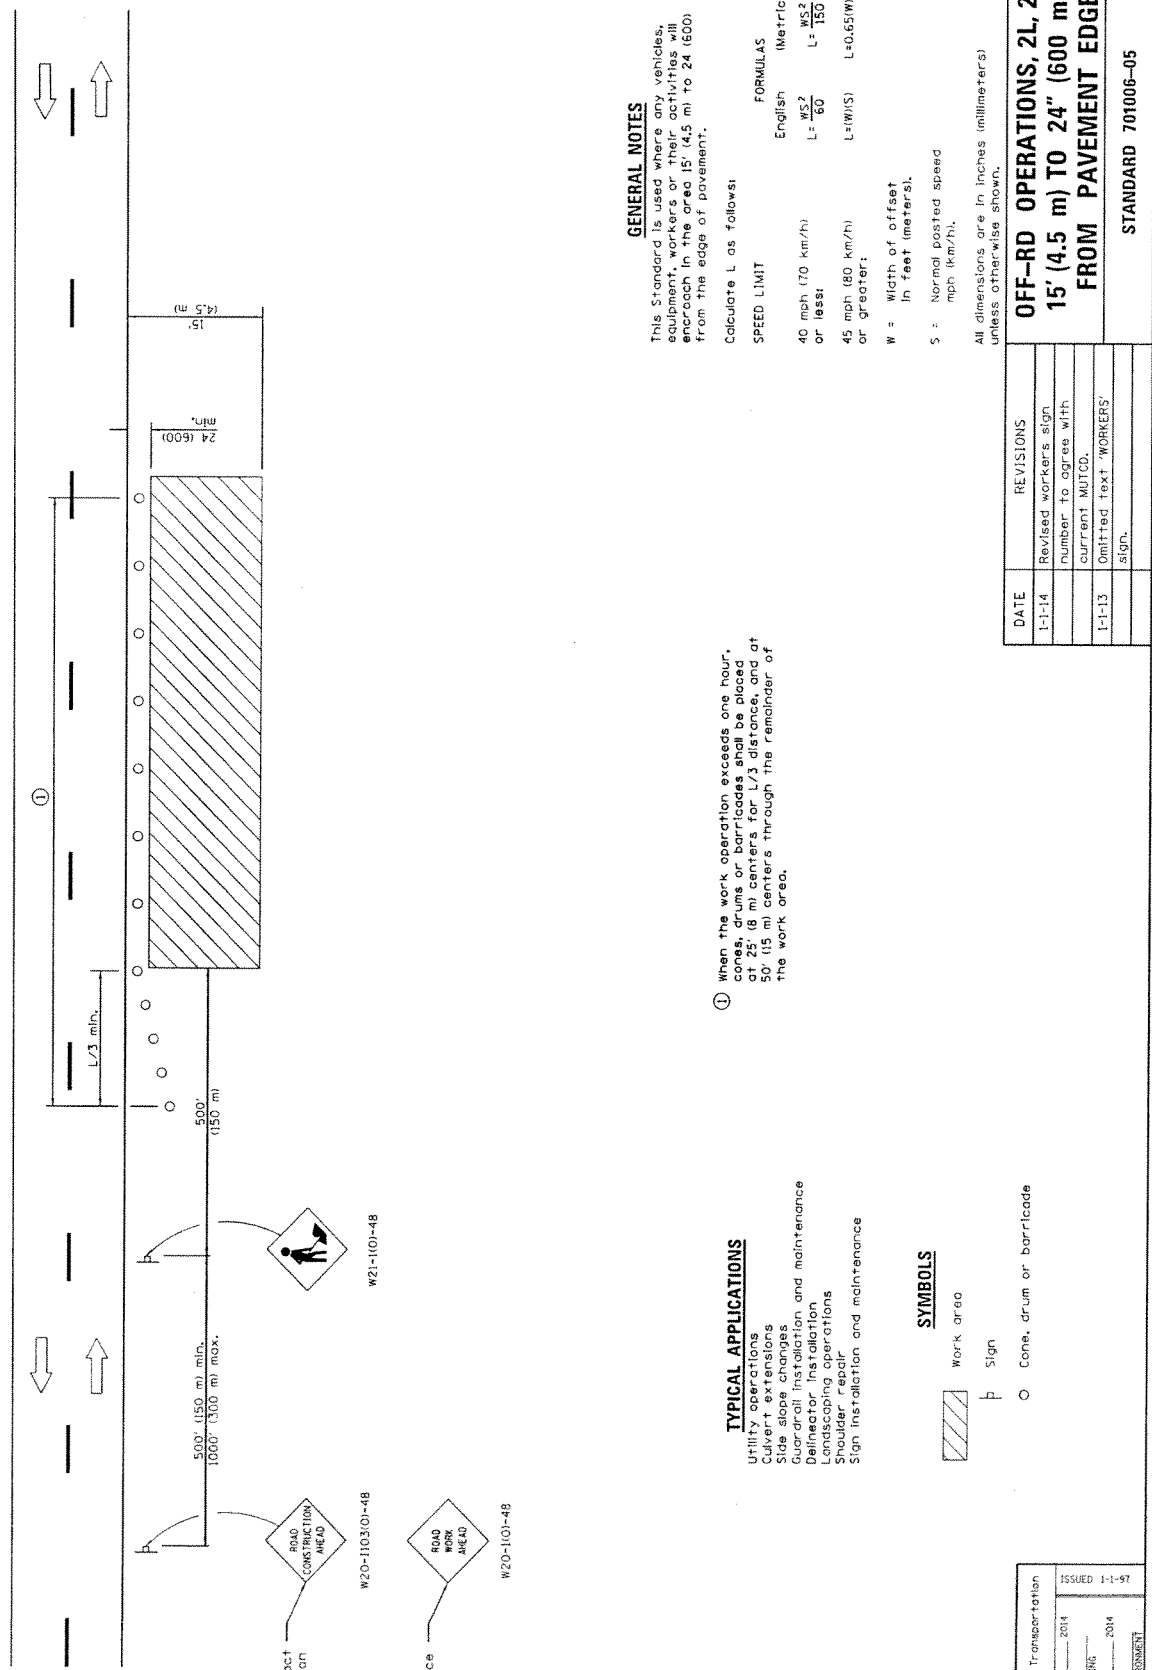 15'
(4.5 m)
24 (600)
min.
①
L/3 min.
500'
(150 m)
500' (150 m) min.
1000' (300 m) max.
W21-1(O)-48
ROAD
CONSTRUCTION
AHEAD
W20-1103(O)-48
ROAD
WORK
AHEAD
W20-1(O)-48
TYPICAL APPLICATIONS
Utility operations
Culvert extensions
Side slope changes
Guardrail installation and maintenance
Delineator installation
Landscaping operations
Shoulder repair
Sign installation and maintenance
SYMBOLS
Work area
Sign
Cone, drum or barricade
① When the work operation exceeds one hour,
cones, drums or barricades shall be placed
at 25' (8 m) centers for L/3 distance, and at
50' (15 m) centers through the remainder of
the work area.
GENERAL NOTES
This Standard is used where any vehicles,
equipment, workers or their activities will
encroach in the area 15' (4.5 m) to 24 (600)
from the edge of pavement.
Calculate L as follows:
SPEED LIMIT FORMULAS
English (Metric
40 mph (70 km/h) L= WS²/60 L= WS²/150
or less:
45 mph (80 km/h) L=(W)(S) L=0.65(W)
or greater:
W = Width of offset
in feet (meters).
S = Normal posted speed
mph (km/h).
All dimensions are in inches (millimeters)
unless otherwise shown.
Transportation
2014
2014
ISSUED 1-1-97
DATE REVISIONS
1-1-14 Revised workers sign
number to agree with
current MUTCD.
1-1-13 Omitted text 'WORKERS'
sign.
OFF-RD OPERATIONS, 2L, 2
15' (4.5 m) TO 24" (600 m
FROM PAVEMENT EDGE
STANDARD 701006-05